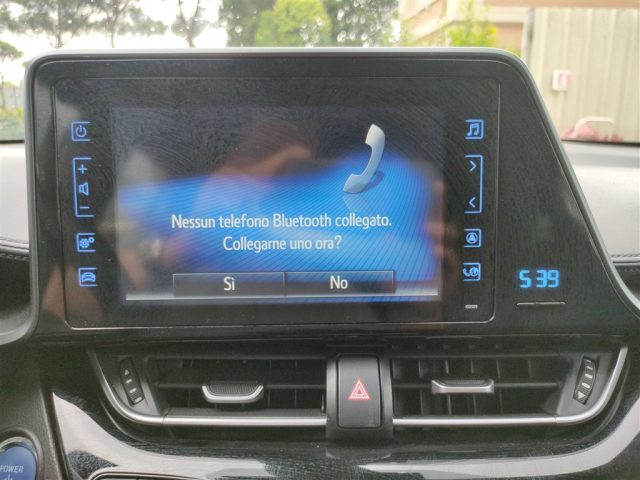 Nessun telefono Bluetooth collegato.
Collegarne uno ora?
Sì No
5 39
POWER